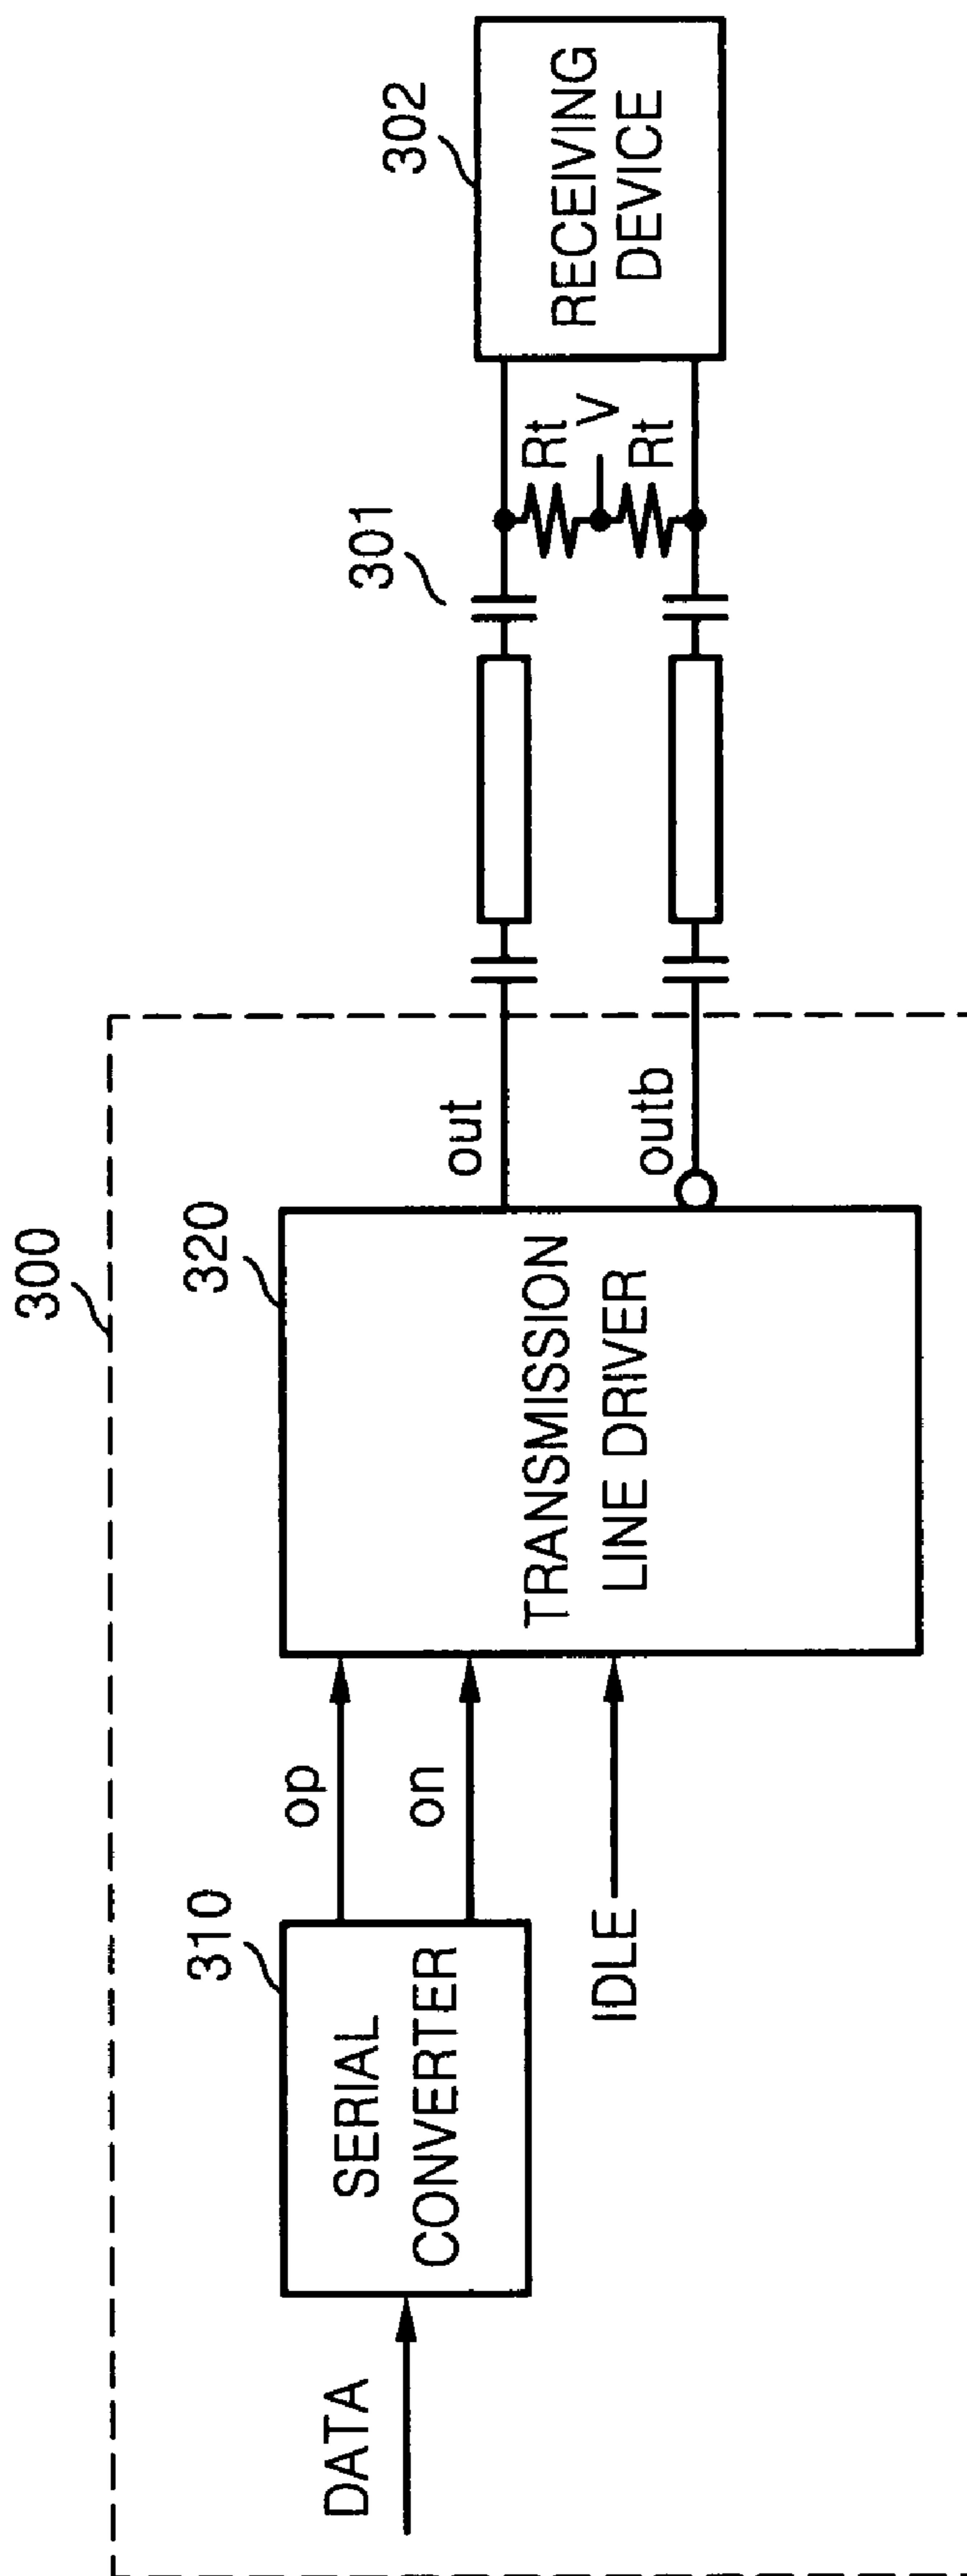 300
DATA
310
SERIAL
CONVERTER
op
on
IDLE
320
TRANSMISSION
LINE DRIVER
out
outb
301
Rt
V
Rt
302
RECEIVING
DEVICE